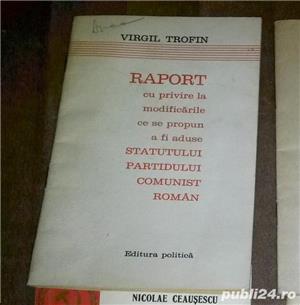 VIRGIL TROFIN
RAPORT
cu privire la
modificările
ce se propun
a fi aduse
STATUTULUI
PARTIDULUI
COMUNIST
ROMÂN
Editura politică
NICOLAE CEAUŞESCU
publi24.ro